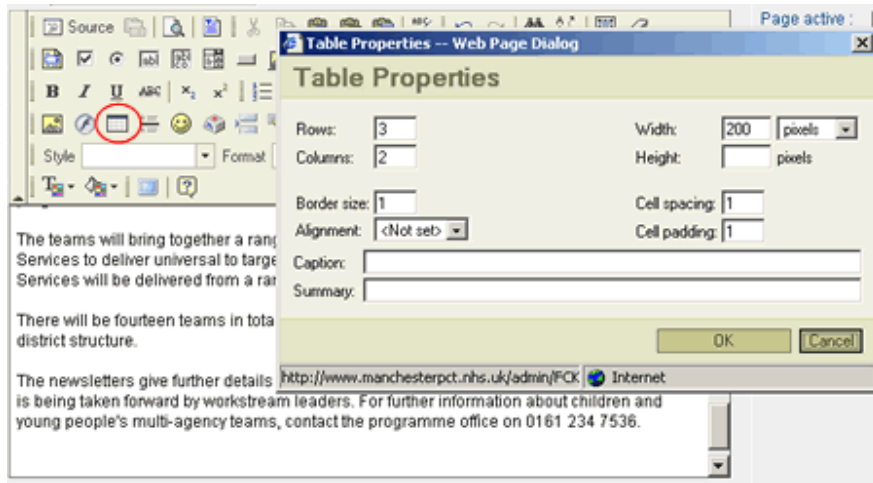 Source
Page active :
Table Properties -- Web Page Dialog
Table Properties
B I U ABC x₂ x²
Style
Format
Rows: 3
Width: 200 pixels
Columns: 2
Height: pixels
Border size: 1
Cell spacing: 1
Alignment: <Not set>
Cell padding: 1
Caption:
Summary:
OK
Cancel
http://www.manchesterpct.nhs.uk/admin/FCK
Internet
The teams will bring together a rang
Services to deliver universal to targe
Services will be delivered from a ran
There will be fourteen teams in tota
district structure.
The newsletters give further details
is being taken forward by workstream leaders. For further information about children and
young people's multi-agency teams, contact the programme office on 0161 234 7536.